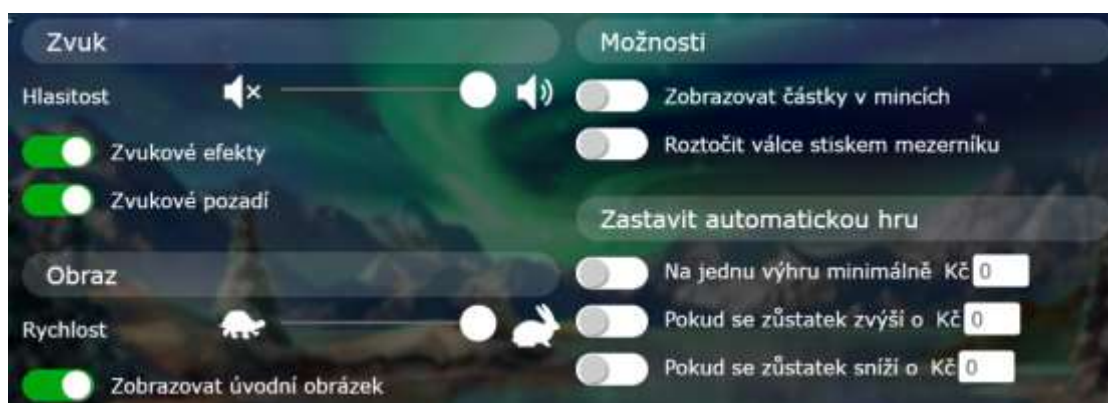 Zvuk
Hlasitost
Zvukové efekty
Zvukové pozadí
Obraz
Rychlost
Zobrazovat úvodní obrázek
Možnosti
Zobrazovat částky v mincích
Roztočit válce stiskem mezerníku
Zastavit automatickou hru
Na jednu výhru minimálně Kč 0
Pokud se zůstatek zvýší o Kč 0
Pokud se zůstatek sníží o Kč 0